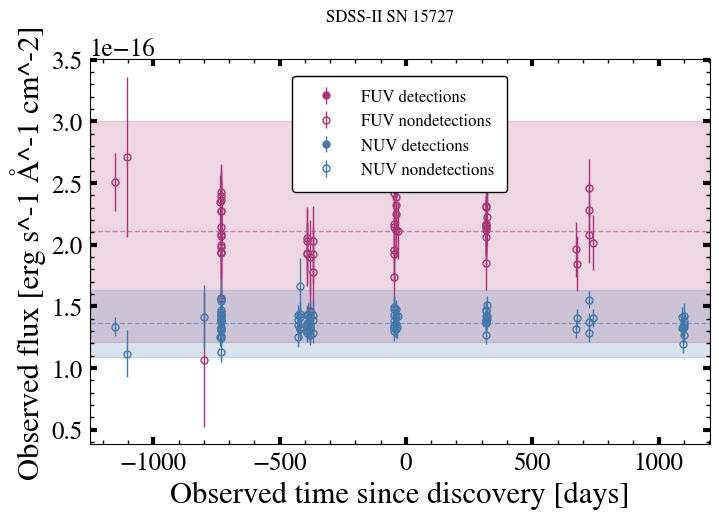 SDSS-II SN 15727
1e−16
FUV detections
FUV nondetections
NUV detections
NUV nondetections
3.5
3.0
2.5
2.0
1.5
1.0
0.5
Observed flux [erg s^-1 Å^-1 cm^-2]
−1000
−500
0
500
1000
Observed time since discovery [days]